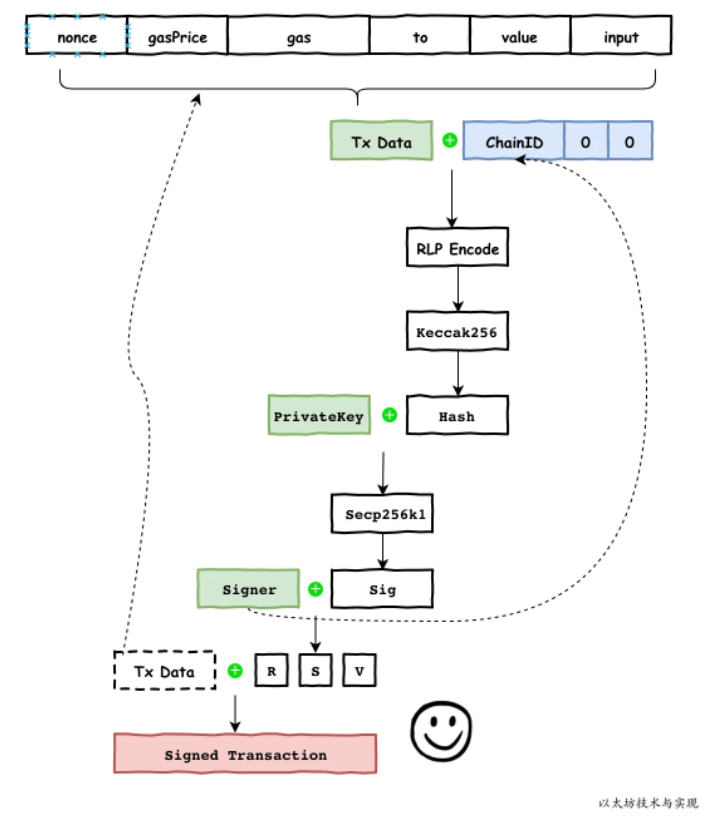 nonce gasPrice gas to value input
Tx Data ChainID 0 0
RLP Encode
Keccak256
PrivateKey Hash
Secp256k1
Signer Sig
Tx Data R S V
Signed Transaction
以太坊技术与实现